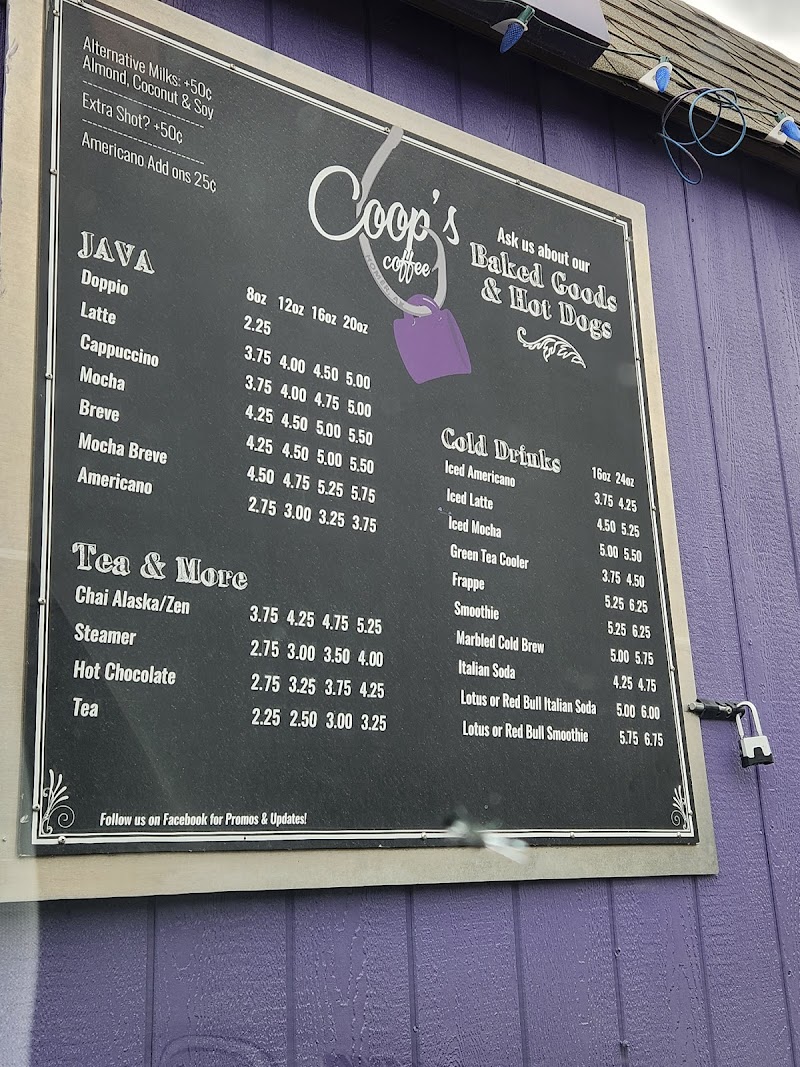 Alternative Milks: +50¢
Almond, Coconut & Soy
Extra Shot? +50¢
Americano Add ons 25¢
Coop's
coffee
Ask us about our
Baked Goods
& Hot Dogs
JAVA
8oz 12oz 16oz 20oz
Doppio 2.25
Latte 3.75 4.00 4.50 5.00
Cappuccino 3.75 4.00 4.75 5.00
Mocha 4.25 4.50 5.00 5.50
Breve 4.25 4.50 5.00 5.50
Mocha Breve 4.50 4.75 5.25 5.75
Americano 2.75 3.00 3.25 3.75
Tea & More
Chai Alaska/Zen 3.75 4.25 4.75 5.25
Steamer 2.75 3.00 3.50 4.00
Hot Chocolate 2.75 3.25 3.75 4.25
Tea 2.25 2.50 3.00 3.25
Cold Drinks
16oz 24oz
Iced Americano 3.75 4.25
Iced Latte 4.50 5.25
Iced Mocha 5.00 5.50
Green Tea Cooler 3.75 4.50
Frappe 5.25 6.25
Smoothie 5.25 6.25
Marbled Cold Brew 5.00 5.75
Italian Soda 4.25 4.75
Lotus or Red Bull Italian Soda 5.00 6.00
Lotus or Red Bull Smoothie 5.75 6.75
Follow us on Facebook for Promos & Updates!